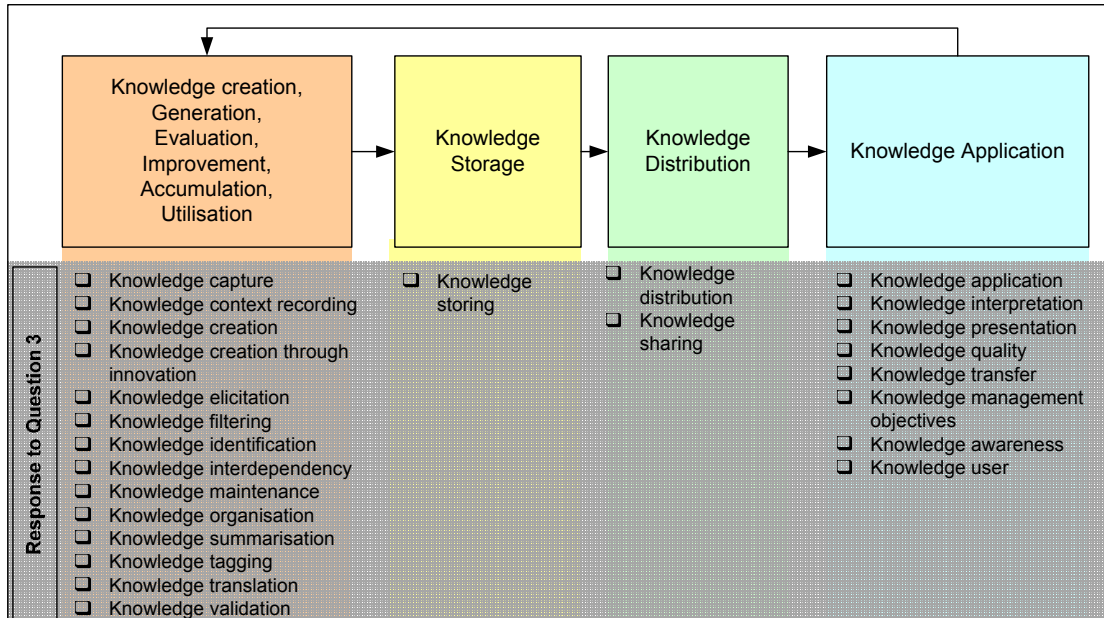 Knowledge creation,
Generation,
Evaluation,
Improvement,
Accumulation,
Utilisation
Knowledge
Storage
Knowledge
Distribution
Knowledge Application
Response to Question 3
Knowledge capture
Knowledge context recording
Knowledge creation
Knowledge creation through
innovation
Knowledge elicitation
Knowledge filtering
Knowledge identification
Knowledge interdependency
Knowledge maintenance
Knowledge organisation
Knowledge summarisation
Knowledge tagging
Knowledge translation
Knowledge validation
Knowledge
storing
Knowledge
distribution
Knowledge
sharing
Knowledge application
Knowledge interpretation
Knowledge presentation
Knowledge quality
Knowledge transfer
Knowledge management
objectives
Knowledge awareness
Knowledge user